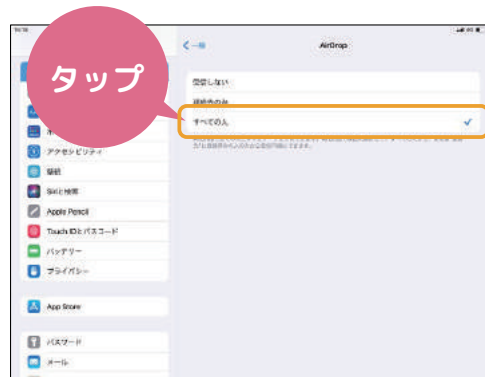 一般
AirDrop
タップ
受信しない
連絡先のみ
すべての人
アクセシビリティ
壁紙
Siriと検索
Apple Pencil
Touch IDとパスコード
バッテリー
プライバシー
App Store
パスワード
メール